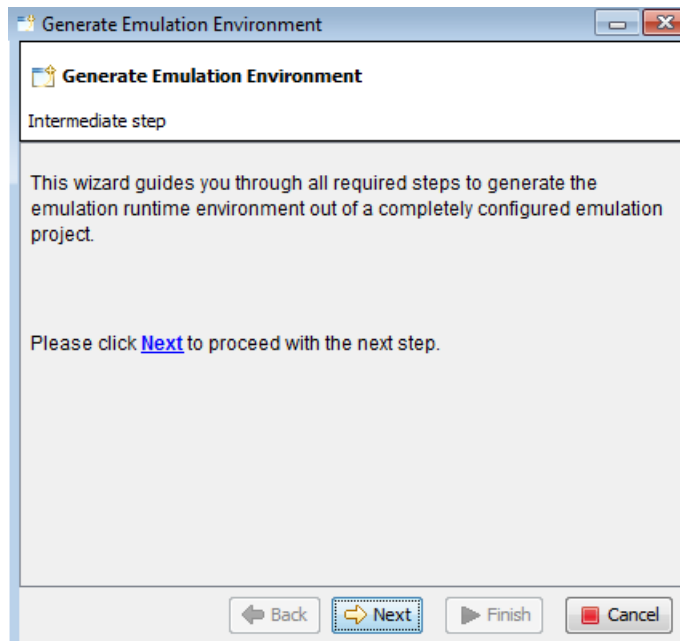 Generate Emulation Environment
Generate Emulation Environment
Intermediate step
This wizard guides you through all required steps to generate the
emulation runtime environment out of a completely configured emulation
project.
Please click Next to proceed with the next step.
Back Next Finish Cancel